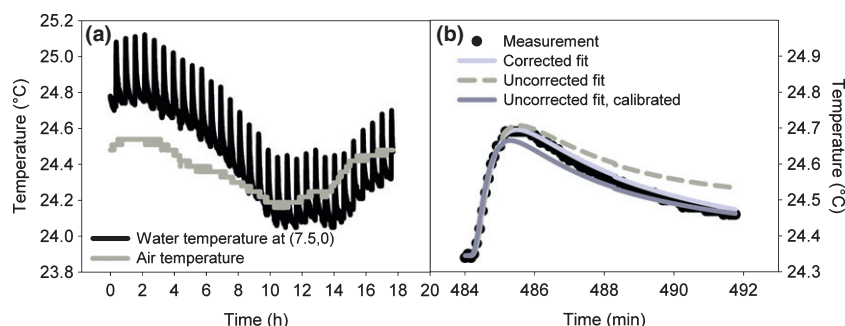 (a)
25.2
25.0
24.8
24.6
24.4
24.2
24.0
23.8
Temperature (°C)
Water temperature at (7.5,0)
Air temperature
0 2 4 6 8 10 12 14 16 18 20
Time (h)
(b)
Measurement
Corrected fit
Uncorrected fit
Uncorrected fit, calibrated
24.9
24.8
24.7
24.6
24.5
24.4
24.3
Temperature (°C)
484 486 488 490 492
Time (min)